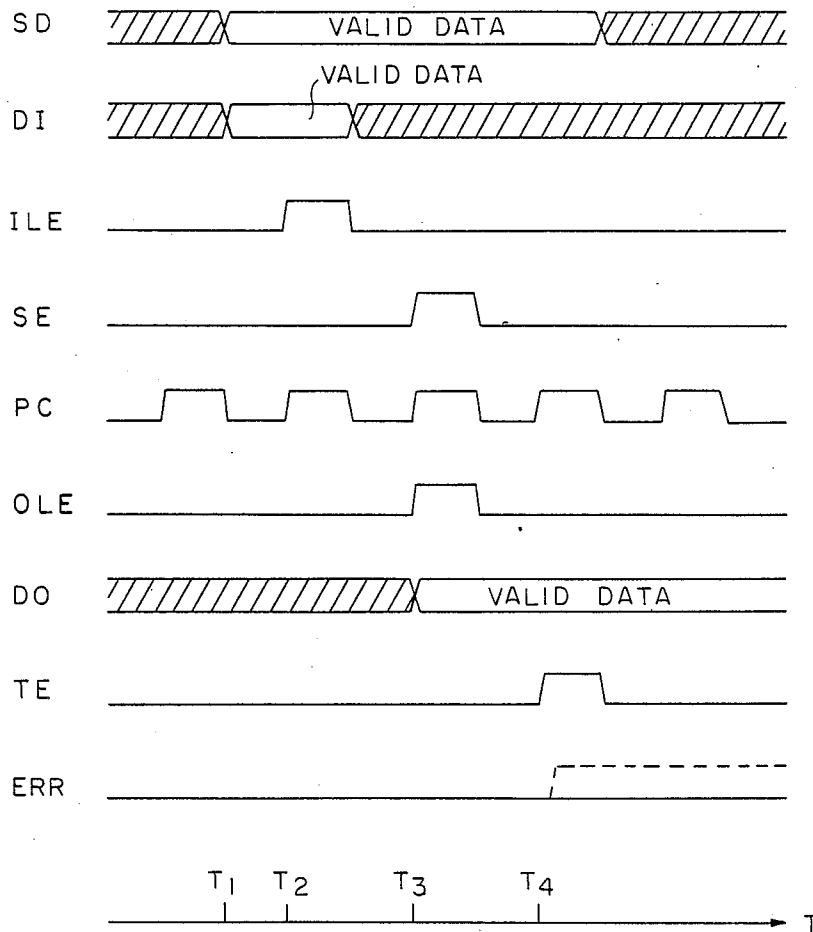 SD VALID DATA
VALID DATA
DI
ILE
SE
PC
OLE
DO VALID DATA
TE
ERR
T1 T2 T3 T4
T